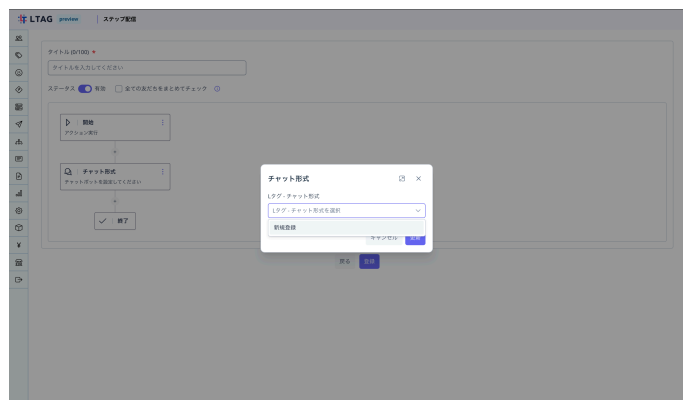 LTAG preview ステップ配信
タイトル (0/100) *
タイトルを入力してください
ステータス 有効 全ての友だちをまとめてチェック
開始
アクション実行
チャット形式
チャットボットを設定してください
終了
チャット形式
Lタグ - チャット形式
Lタグ - チャット形式を選択
新規登録
キャンセル 登録
戻る 登録